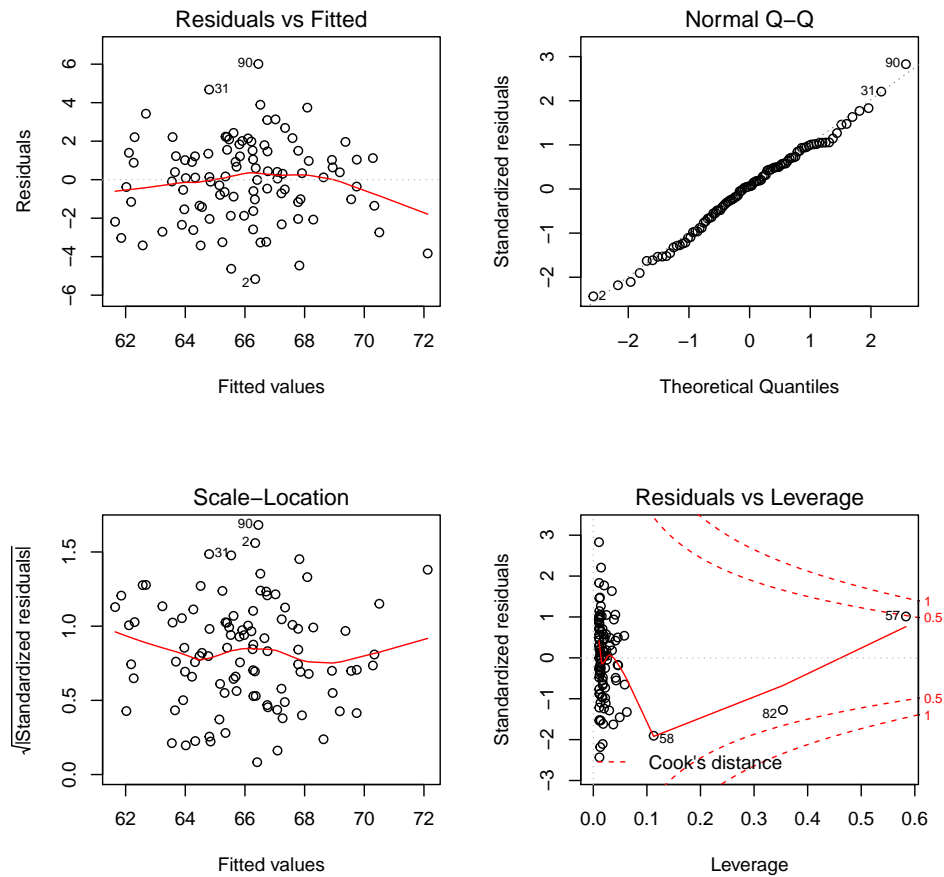 Residuals vs Fitted
Residuals
6
4
2
0
−2
−4
−6
90
31
2
62 64 66 68 70 72
Fitted values
Normal Q−Q
Standardized residuals
3
2
1
0
−1
−2
90
31
2
−2 −1 0 1 2
Theoretical Quantiles
Scale−Location
√|Standardized residuals|
1.5
1.0
0.5
0.0
90
2
31
62 64 66 68 70 72
Fitted values
Residuals vs Leverage
Standardized residuals
3
2
1
0
−1
−2
−3
1
0.5
57
0.5
1
82
58
Cook's distance
0.0 0.1 0.2 0.3 0.4 0.5 0.6
Leverage